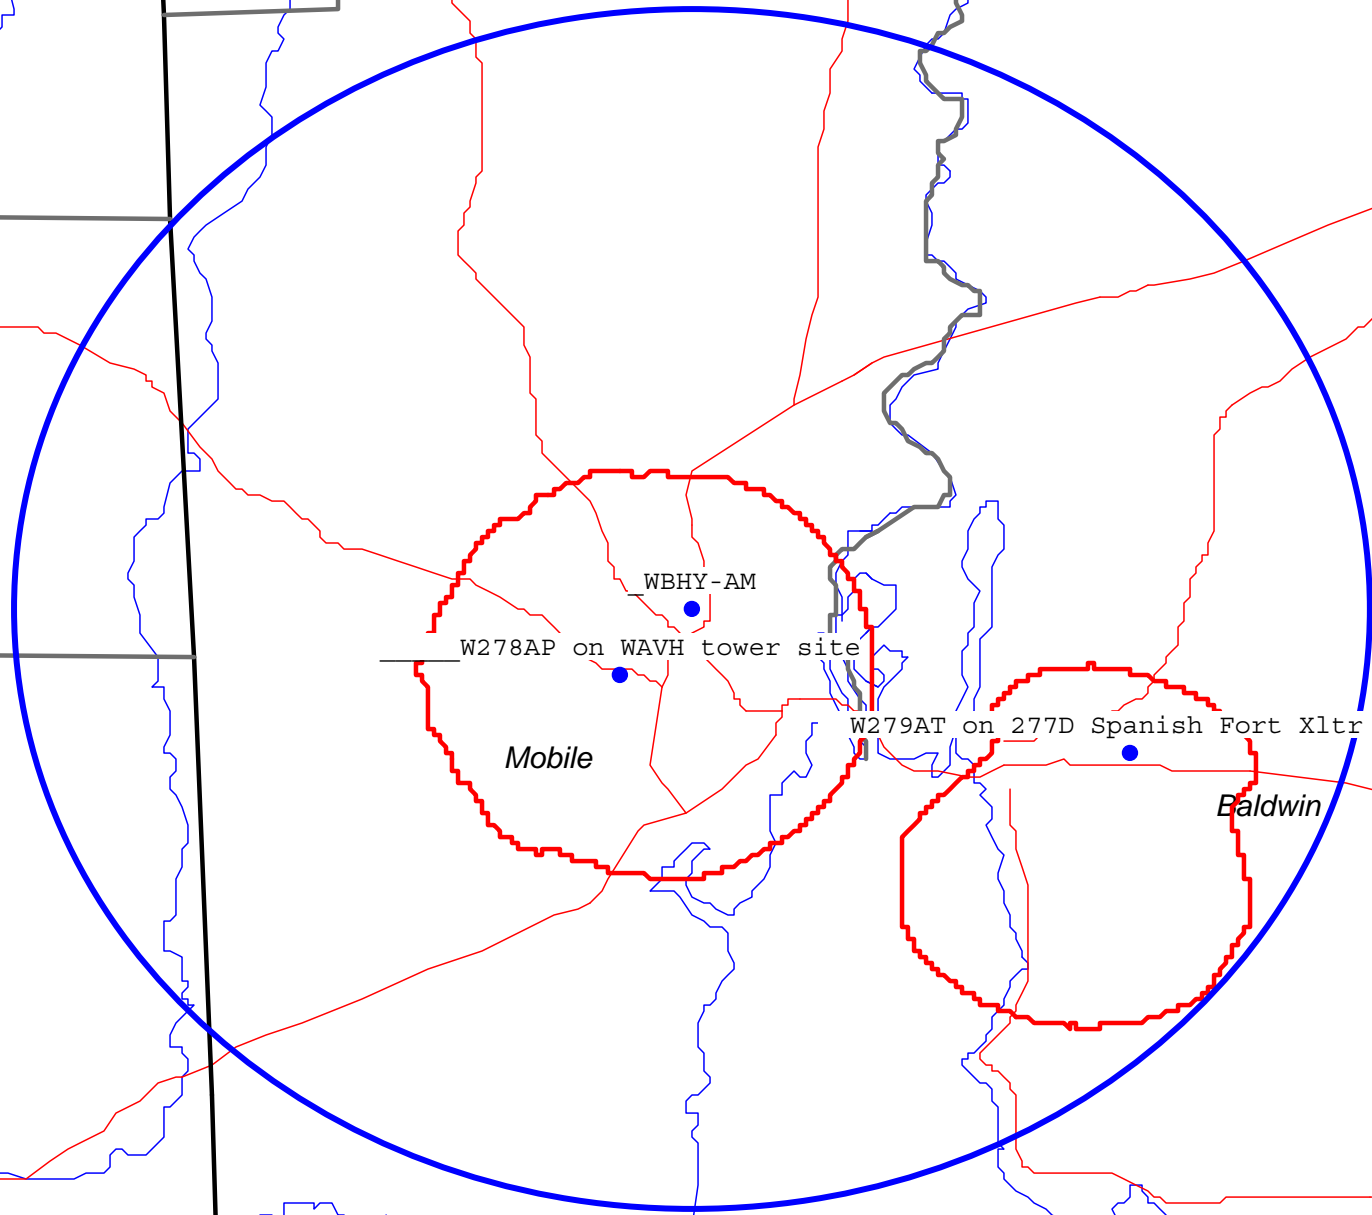 _WBHY-AM
______W278AP on WAVH tower site
W279AT on 277D Spanish Fort Xltr
Mobile
Baldwin